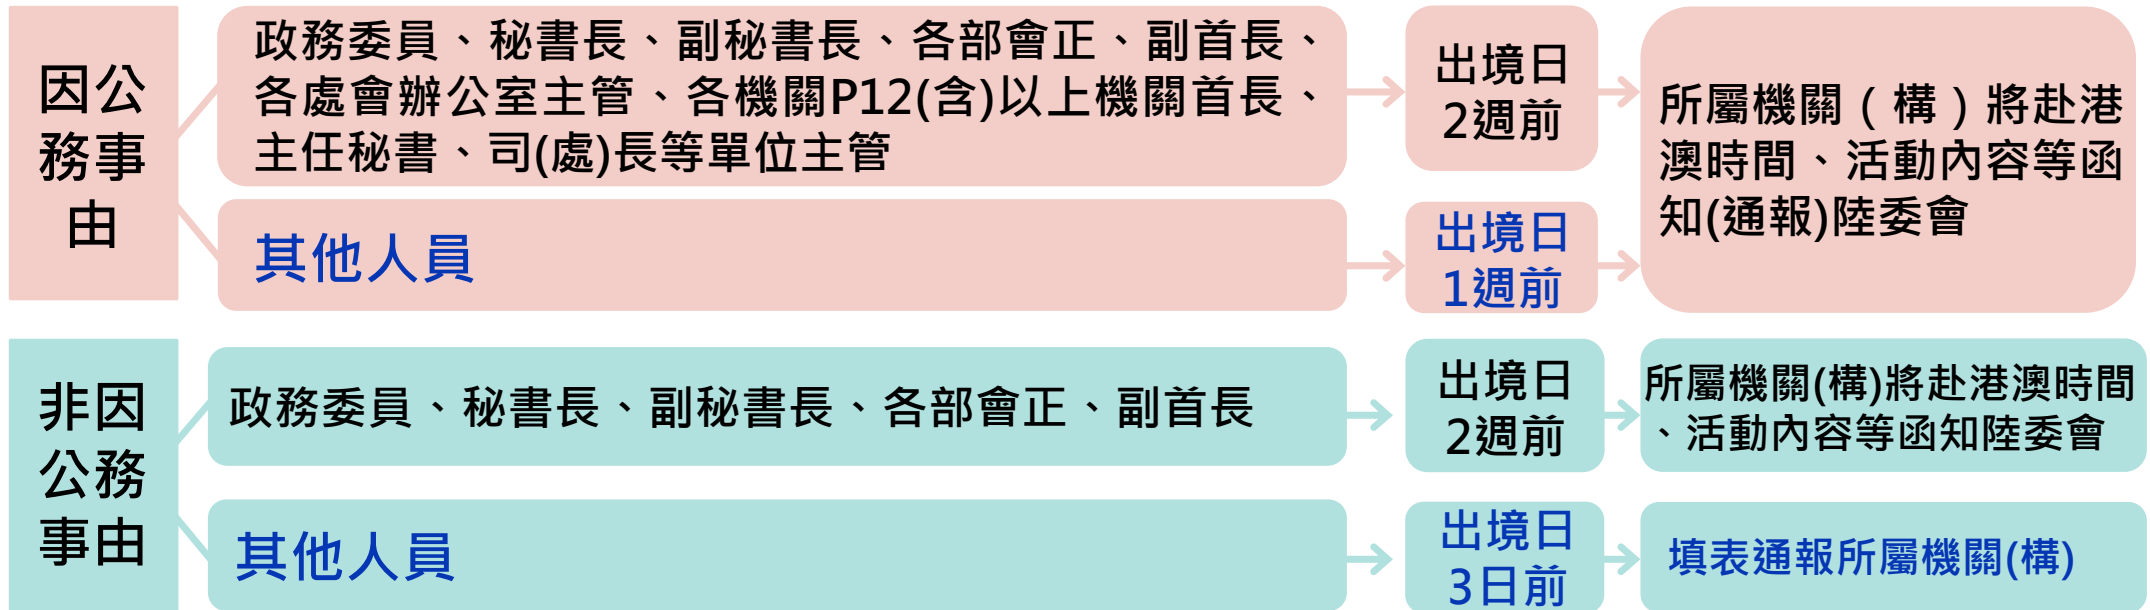 因公
務事
由
政務委員、秘書長、副秘書長、各部會正、副首長、
各處會辦公室主管、各機關P12(含)以上機關首長、
主任秘書、司(處)長等單位主管
出境日
2週前
所屬機關（構）將赴港
澳時間、活動內容等函
知(通報)陸委會
其他人員
出境日
1週前
非因
公務
事由
政務委員、秘書長、副秘書長、各部會正、副首長
出境日
2週前
所屬機關(構)將赴港澳時間
、活動內容等函知陸委會
其他人員
出境日
3日前
填表通報所屬機關(構)